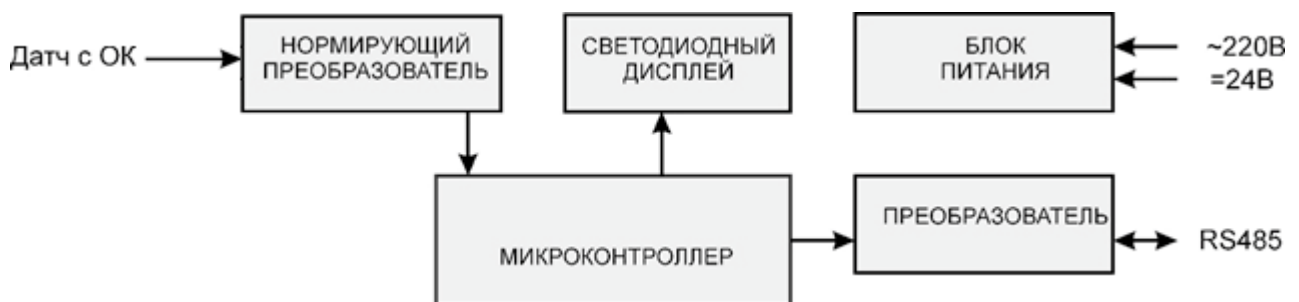 Датч с ОК
НОРМИРУЮЩИЙ
ПРЕОБРАЗОВАТЕЛЬ
СВЕТОДИОДНЫЙ
ДИСПЛЕЙ
БЛОК
ПИТАНИЯ
~220В
=24В
МИКРОКОНТРОЛЛЕР
ПРЕОБРАЗОВАТЕЛЬ
RS485